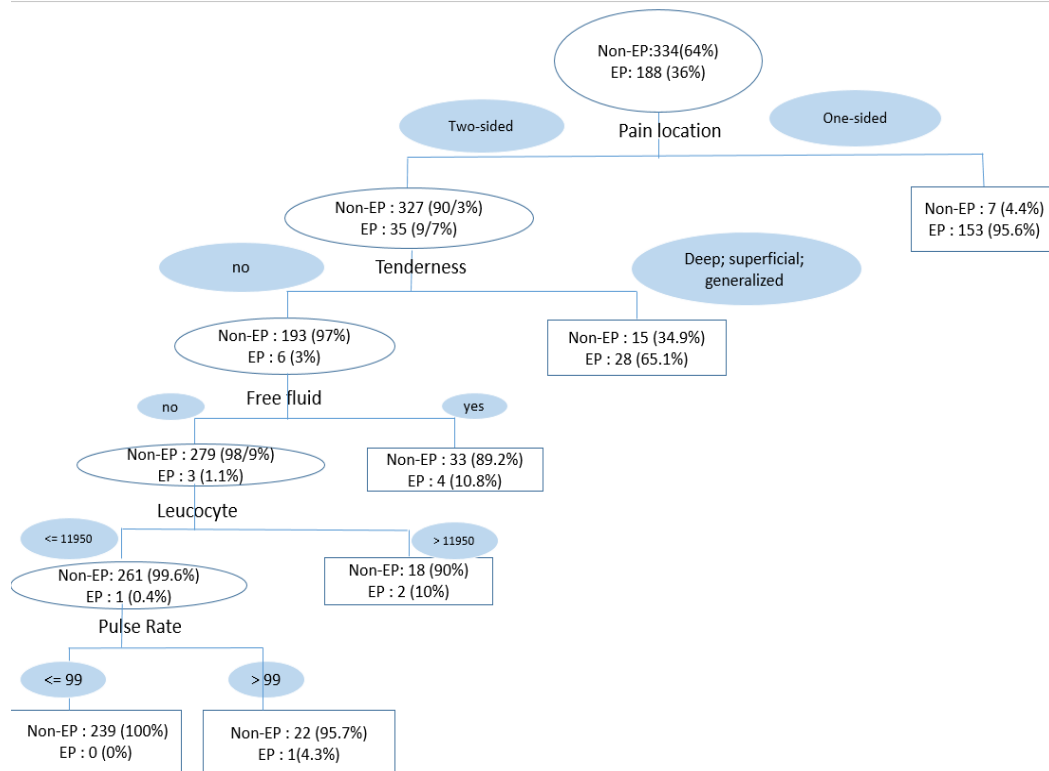 Non-EP:334(64%)
EP: 188 (36%)
Two-sided
Pain location
One-sided
Non-EP : 327 (90/3%)
EP : 35 (9/7%)
Non-EP : 7 (4.4%)
EP : 153 (95.6%)
no
Tenderness
Deep; superficial;
generalized
Non-EP : 193 (97%)
EP : 6 (3%)
Non-EP : 15 (34.9%)
EP : 28 (65.1%)
Free fluid
no
yes
Non-EP : 279 (98/9%)
EP : 3 (1.1%)
Non-EP : 33 (89.2%)
EP : 4 (10.8%)
Leucocyte
<= 11950
> 11950
Non-EP: 261 (99.6%)
EP : 1 (0.4%)
Non-EP: 18 (90%)
EP : 2 (10%)
Pulse Rate
<= 99
> 99
Non-EP : 239 (100%)
EP : 0 (0%)
Non-EP : 22 (95.7%)
EP : 1(4.3%)